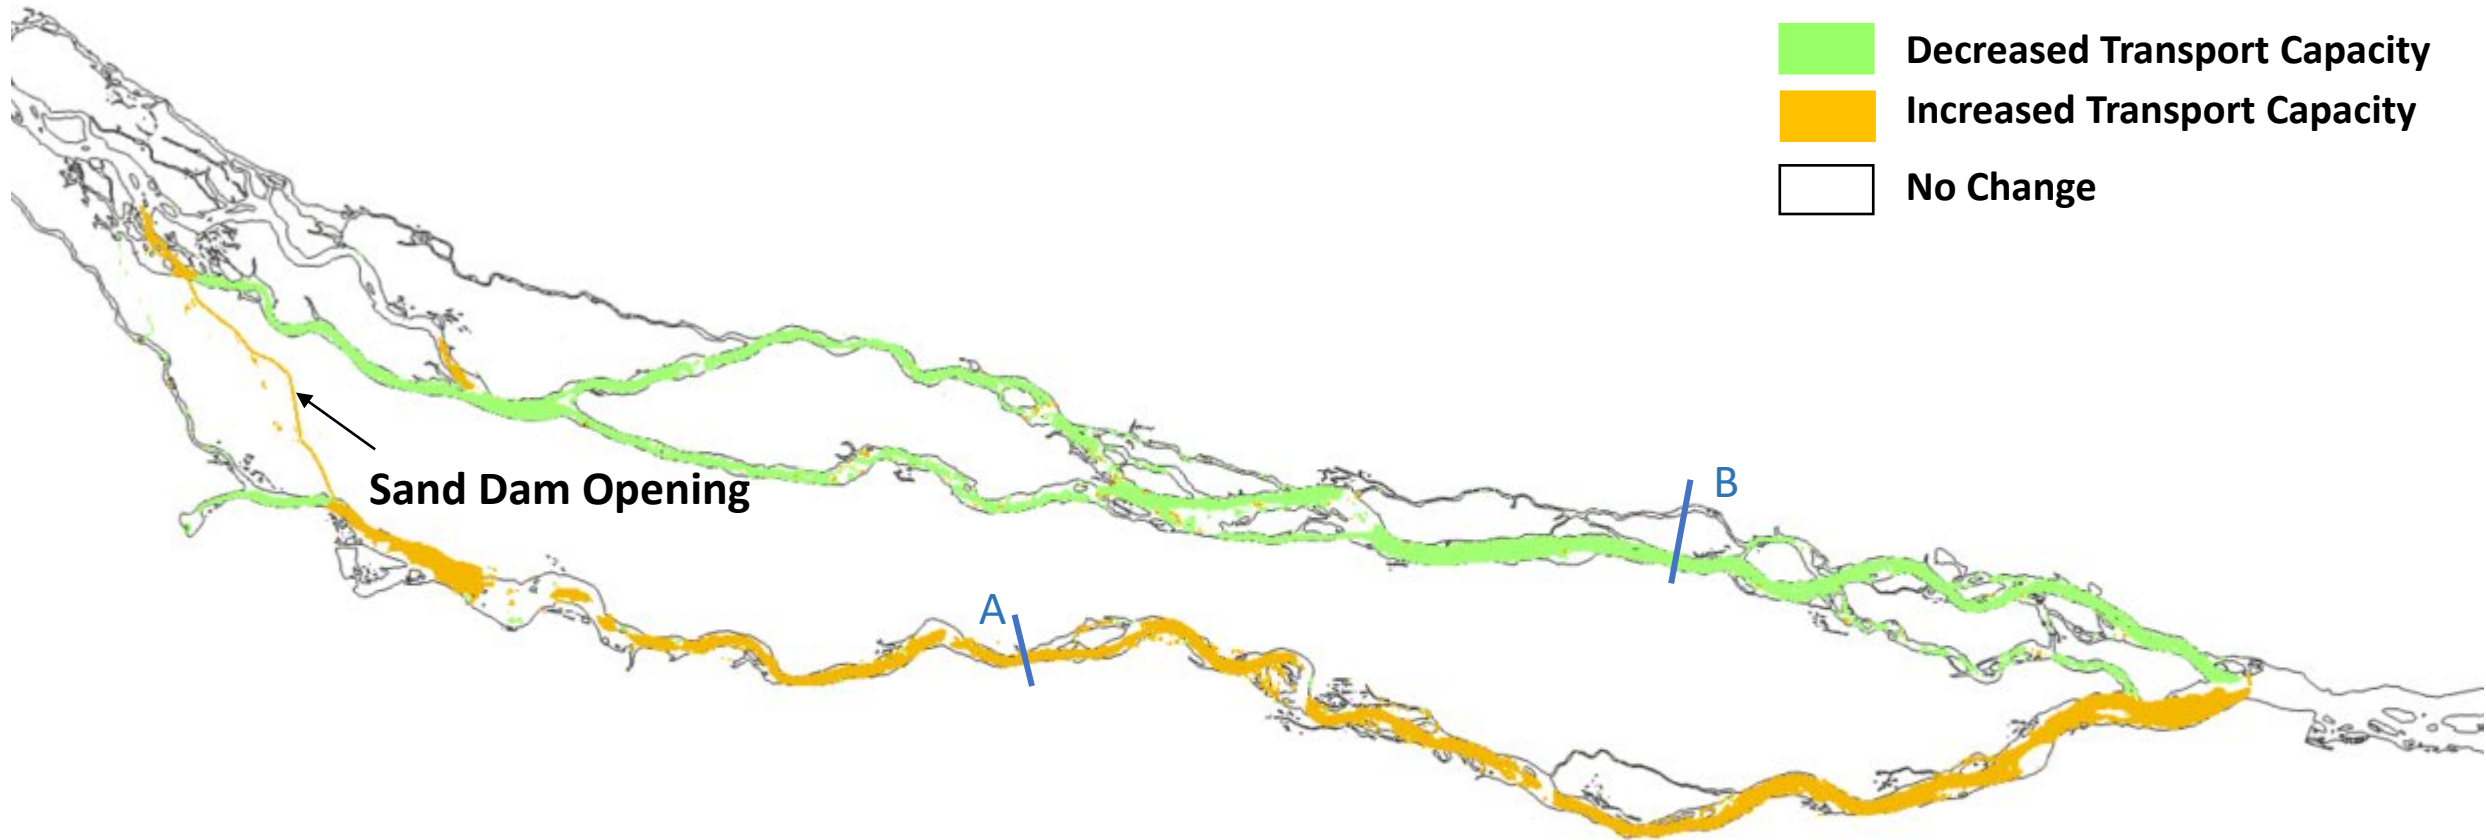 Decreased Transport Capacity
Increased Transport Capacity
No Change
Sand Dam Opening
B
A